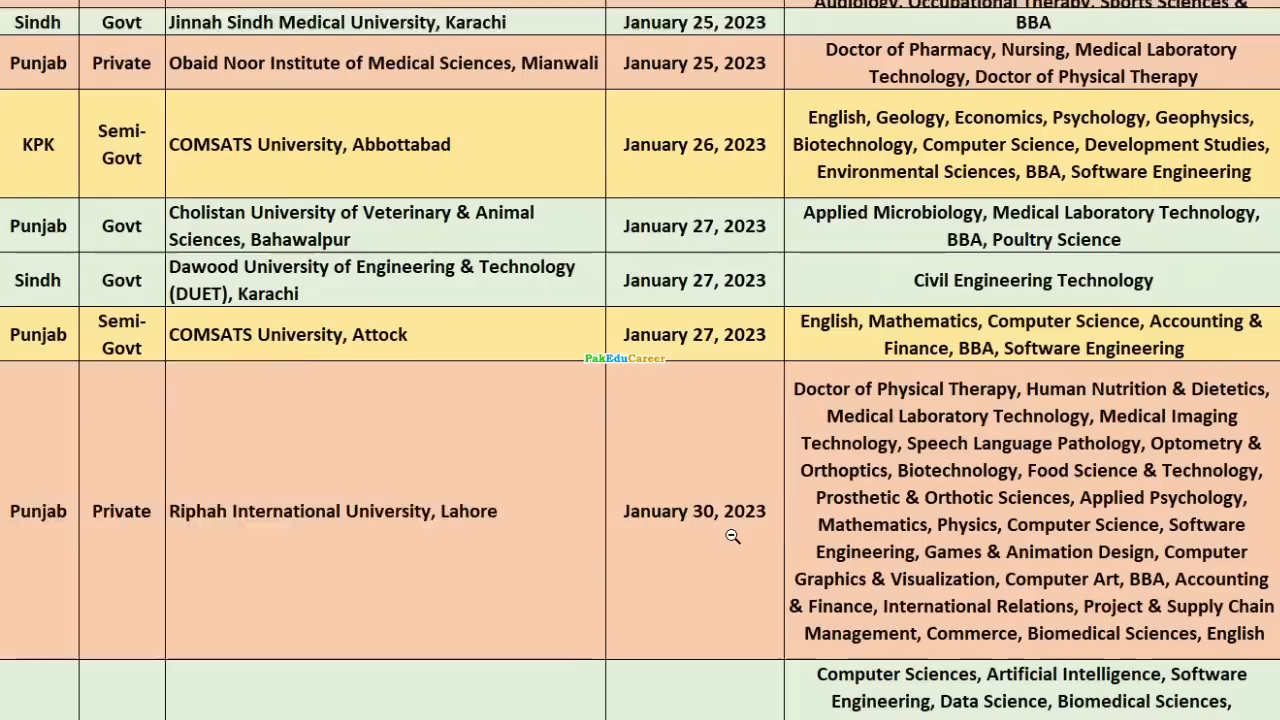 Audiology, Occupational Therapy, Sports Sciences &
Sindh Govt Jinnah Sindh Medical University, Karachi January 25, 2023 BBA
Punjab Private Obaid Noor Institute of Medical Sciences, Mianwali January 25, 2023 Doctor of Pharmacy, Nursing, Medical Laboratory
Technology, Doctor of Physical Therapy
KPK Semi-
Govt COMSATS University, Abbottabad January 26, 2023 English, Geology, Economics, Psychology, Geophysics,
Biotechnology, Computer Science, Development Studies,
Environmental Sciences, BBA, Software Engineering
Punjab Govt Cholistan University of Veterinary & Animal
Sciences, Bahawalpur January 27, 2023 Applied Microbiology, Medical Laboratory Technology,
BBA, Poultry Science
Sindh Govt Dawood University of Engineering & Technology
(DUET), Karachi January 27, 2023 Civil Engineering Technology
Punjab Semi-
Govt COMSATS University, Attock January 27, 2023 English, Mathematics, Computer Science, Accounting &
Finance, BBA, Software Engineering
PakEduCareer
Punjab Private Riphah International University, Lahore January 30, 2023 Doctor of Physical Therapy, Human Nutrition & Dietetics,
Medical Laboratory Technology, Medical Imaging
Technology, Speech Language Pathology, Optometry &
Orthoptics, Biotechnology, Food Science & Technology,
Prosthetic & Orthotic Sciences, Applied Psychology,
Mathematics, Physics, Computer Science, Software
Engineering, Games & Animation Design, Computer
Graphics & Visualization, Computer Art, BBA, Accounting
& Finance, International Relations, Project & Supply Chain
Management, Commerce, Biomedical Sciences, English
Computer Sciences, Artificial Intelligence, Software
Engineering, Data Science, Biomedical Sciences,